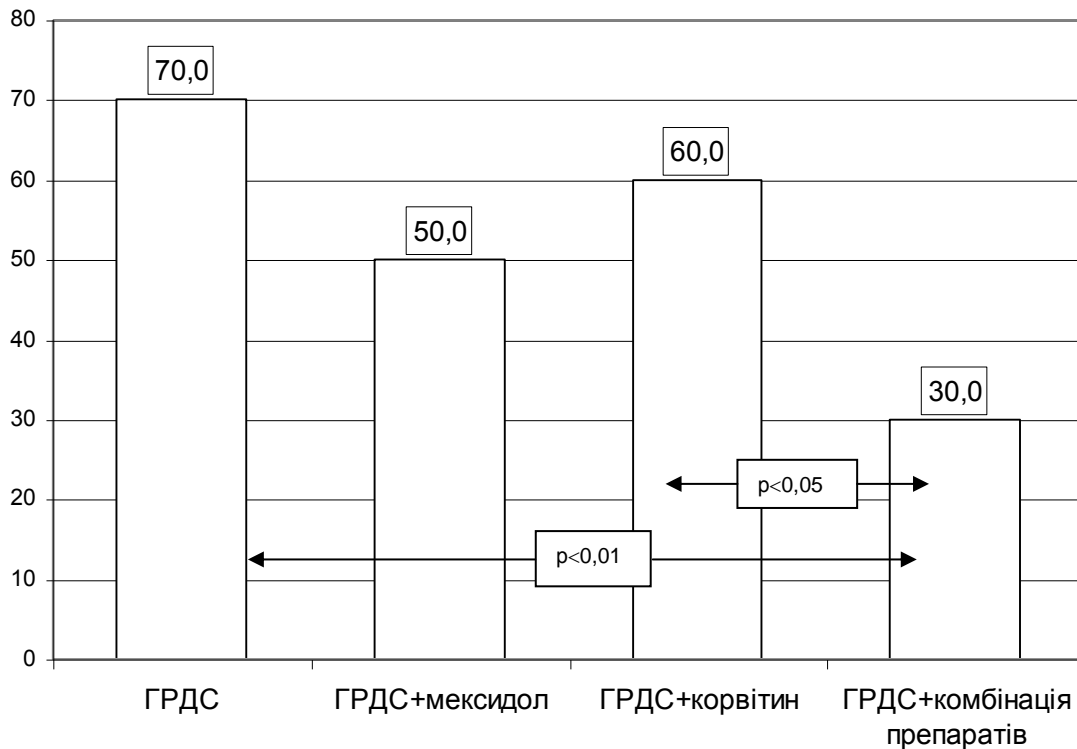 80
70,0
70
60,0
60
50,0
50
40
30,0
30
p<0,05
20
p<0,01
10
0
ГРДС
ГРДС+мексидол
ГРДС+корвітин
ГРДС+комбінація
препаратів